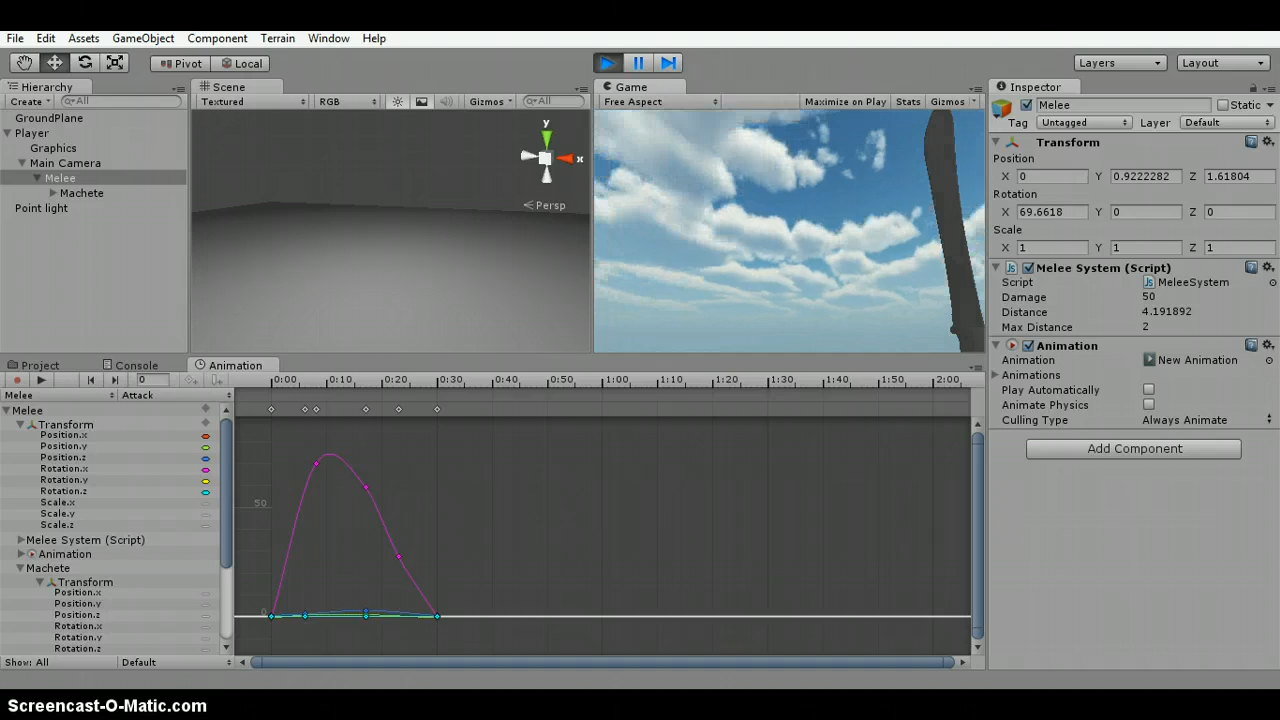 File Edit Assets GameObject Component Terrain Window Help
Pivot Local Layers Layout
Hierarchy Scene Game Inspector
Create All Textured RGB Gizmos All Free Aspect Maximize on Play Stats Gizmos
Melee Static
Tag Untagged Layer Default
GroundPlane
Player
Graphics
Main Camera
Melee
Machete
Point light
y
x
Persp
Transform
Position
X 0 Y 0.9222282 Z 1.61804
Rotation
X 69.6618 Y 0 Z 0
Scale
X 1 Y 1 Z 1
Melee System (Script)
Script MeleeSystem
Damage 50
Distance 4.191892
Max Distance 2
Animation
Animation New Animation
Animations
Play Automatically
Animate Physics
Culling Type Always Animate
Add Component
Project Console Animation
0 0:00 0:10 0:20 0:30 0:40 0:50 1:00 1:10 1:20 1:30 1:40 1:50 2:00
Melee Attack
Melee
Transform
Position.x
Position.y
Position.z
Rotation.x
Rotation.y
Rotation.z
Scale.x
Scale.y
Scale.z
Melee System (Script)
Animation
Machete
Transform
Position.x
Position.y
Position.z
Rotation.x
Rotation.y
Rotation.z
50
0
Show: All Default
Screencast-O-Matic.com